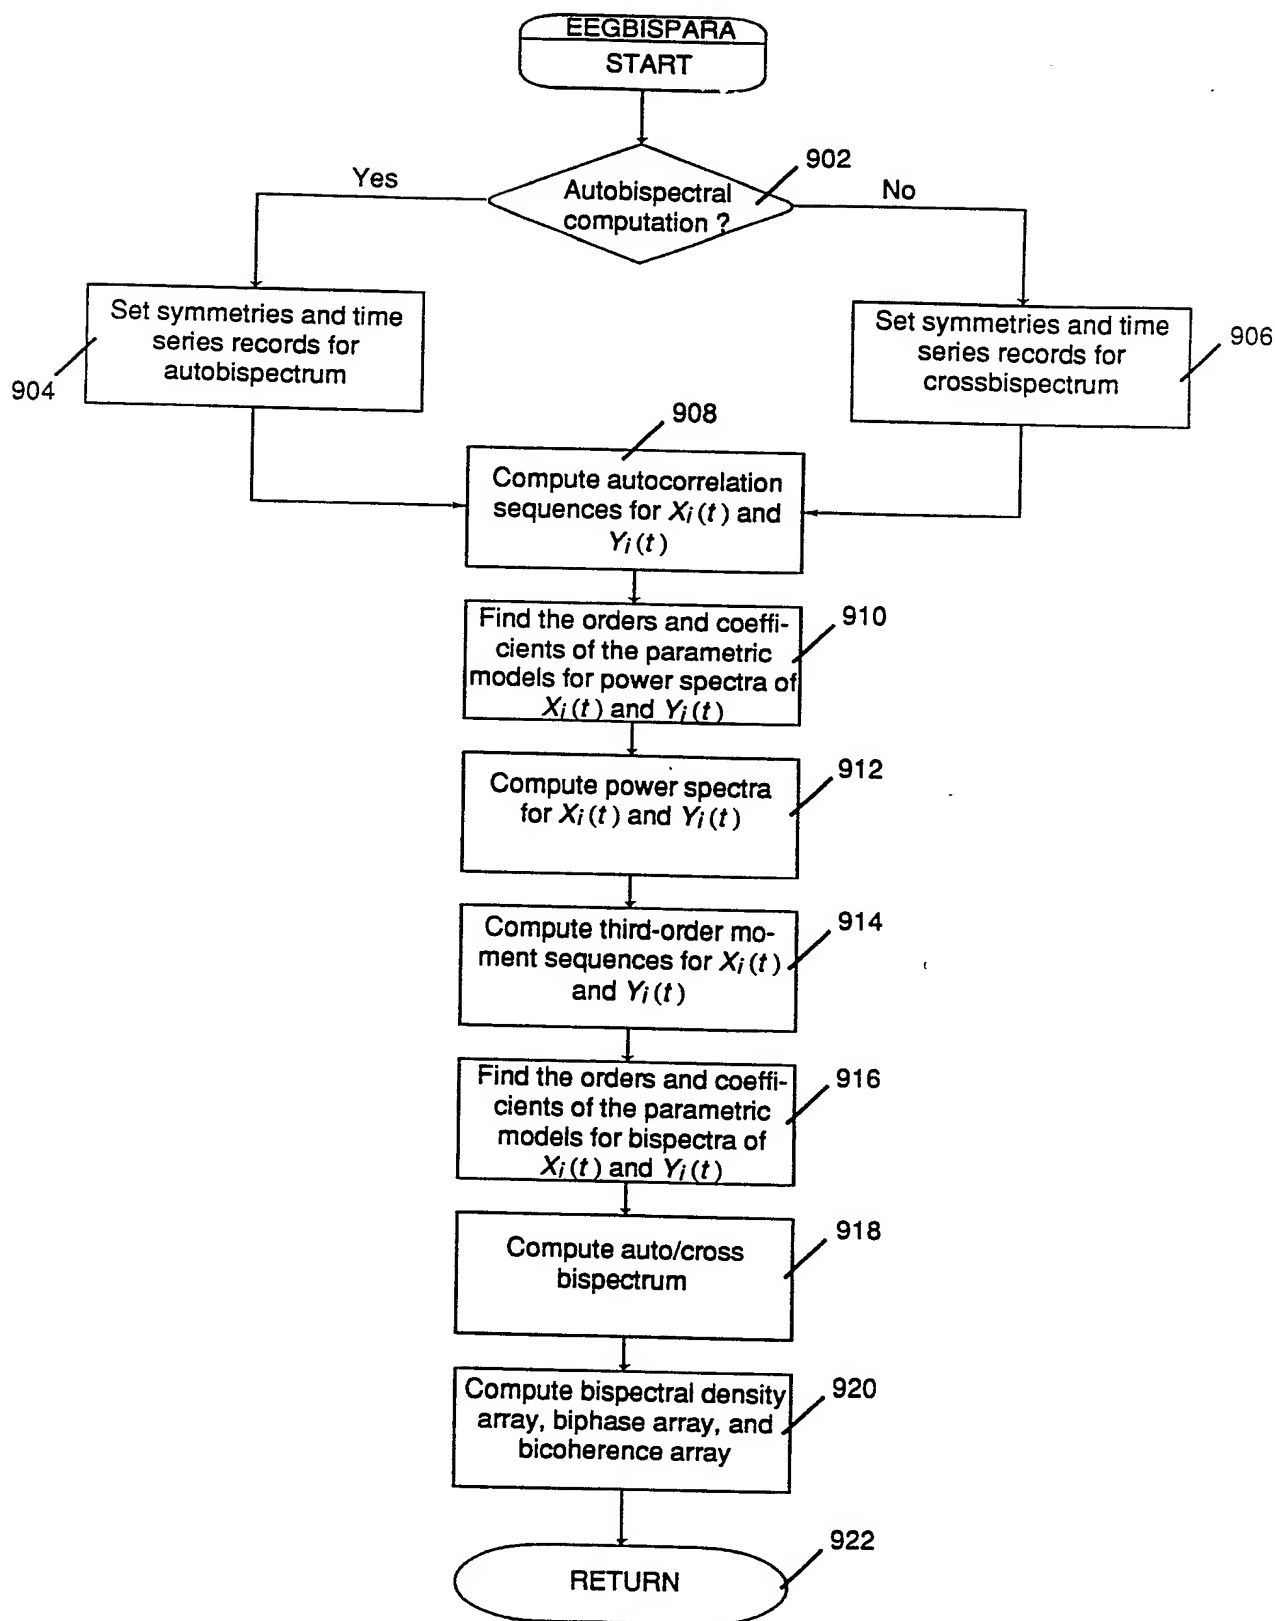 EEGBISPARA
START
902
Yes
No
Autobispectral
computation ?
Set symmetries and time
series records for
autobispectrum
904
Set symmetries and time
series records for
crossbispectrum
906
908
Compute autocorrelation
sequences for Xi(t) and
Yi(t)
910
Find the orders and coeffi-
cients of the parametric
models for power spectra of
Xi(t) and Yi(t)
912
Compute power spectra
for Xi(t) and Yi(t)
914
Compute third-order mo-
ment sequences for Xi(t)
and Yi(t)
916
Find the orders and coeffi-
cients of the parametric
models for bispectra of
Xi(t) and Yi(t)
918
Compute auto/cross
bispectrum
920
Compute bispectral density
array, biphase array, and
bicoherence array
922
RETURN